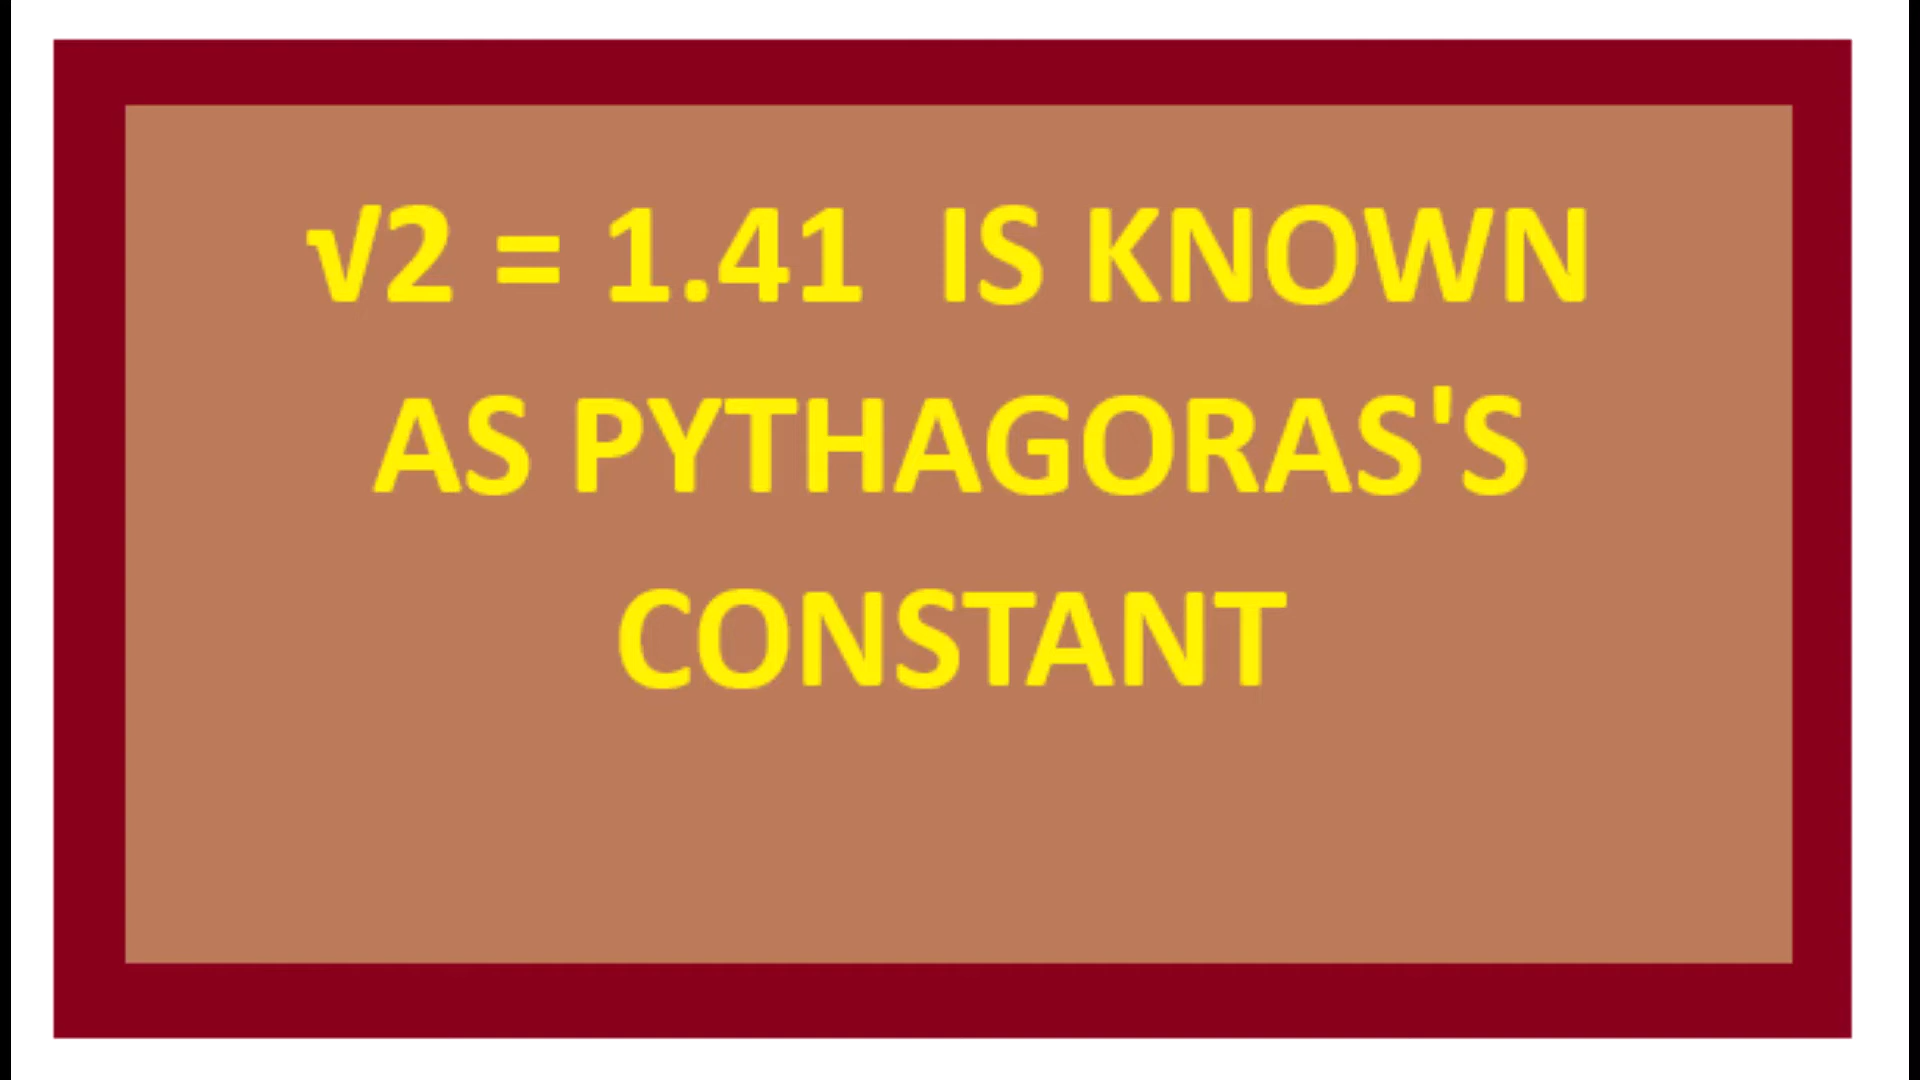 √2 = 1.41  IS KNOWN
AS PYTHAGORAS'S
CONSTANT